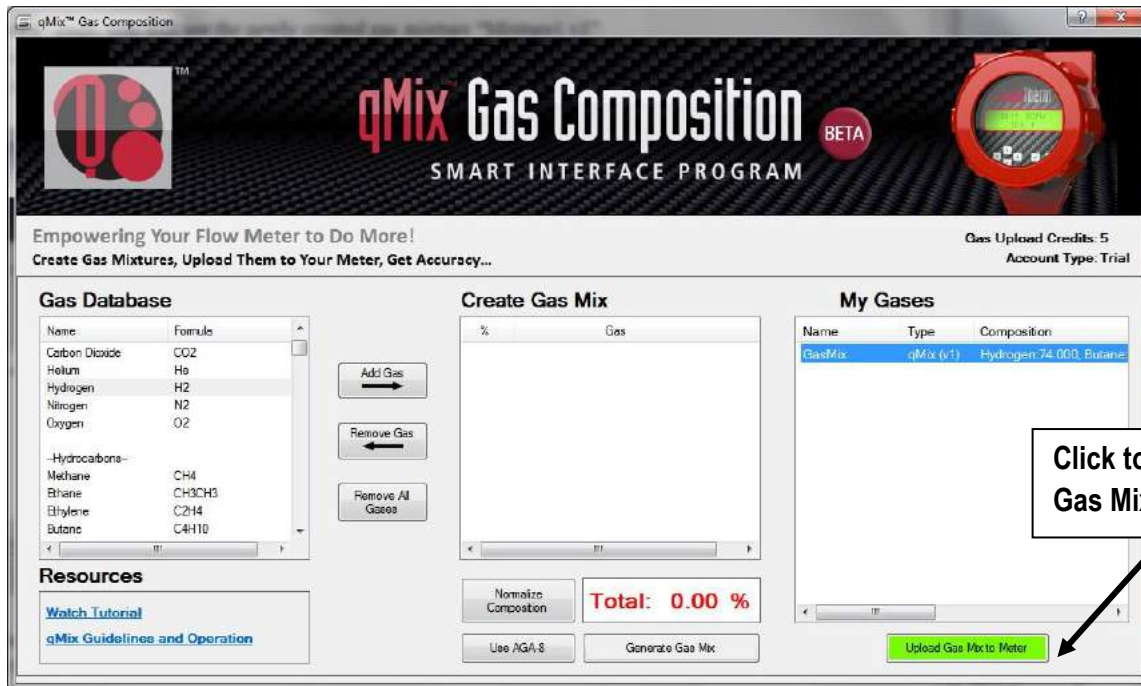 qMix™ Gas Composition
TM
qMix Gas Composition
BETA
SMART INTERFACE PROGRAM
Empowering Your Flow Meter to Do More!
Create Gas Mixtures, Upload Them to Your Meter, Get Accuracy...
Gas Upload Credits: 5
Account Type: Trial
Gas Database
Name Formula
Carbon Dioxide CO2
Helium He
Hydrogen H2
Nitrogen N2
Oxygen O2
--Hydrocarbons--
Methane CH4
Ethane CH3CH3
Ethylene C2H4
Butane C4H10
Add Gas
Remove Gas
Remove All
Gases
Create Gas Mix
% Gas
Normalize
Composition
Total: 0.00 %
Use AGA-8
Generate Gas Mix
My Gases
Name Type Composition
GasMix qMix (v1) Hydrogen:74.000, Butane:
Click to
Gas Mix
Upload Gas Mix to Meter
Resources
Watch Tutorial
qMix Guidelines and Operation